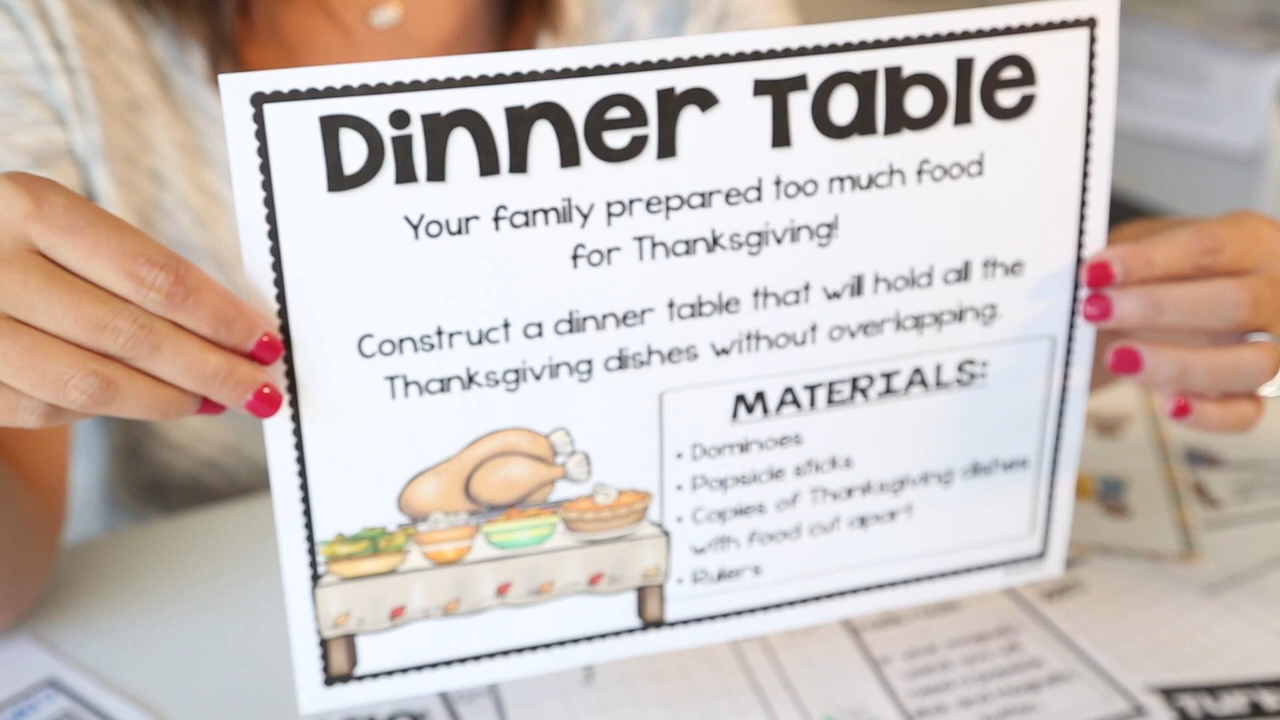 Dinner Table
Your family prepared too much food
for Thanksgiving!
Construct a dinner table that will hold all the
Thanksgiving dishes without overlapping.
MATERIALS:
• Dominoes
• Popsicle sticks
• Copies of Thanksgiving dishes
with food cut apart
• Rulers